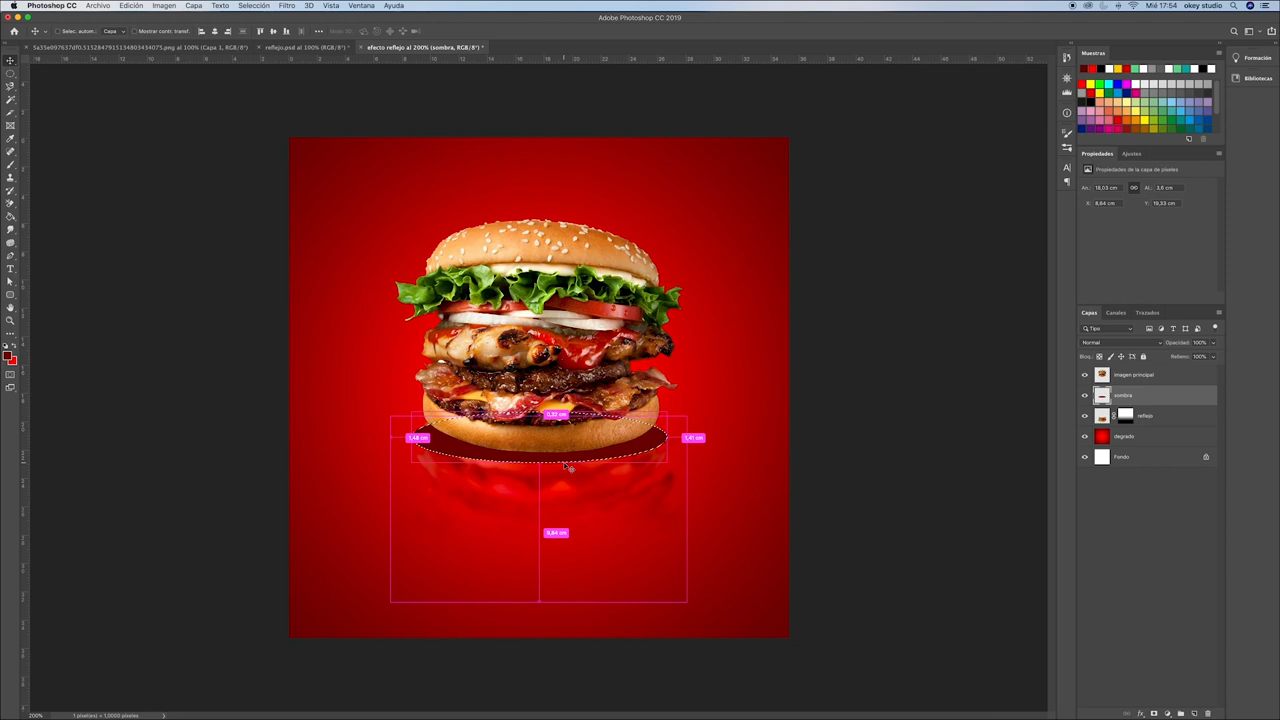 Photoshop CC Archivo Edición Imagen Capa Texto Selección Filtro 3D Vista Ventana Ayuda Mié 17:54 okey studio
Adobe Photoshop CC 2019
Selec. autom.: Capa Mostrar contr. transf. Modo 3D:
5a35e097637df0.5152847915134803434075.png al 100% (Capa 1, RGB/8*) reflejo.psd al 100% (RGB/8*) * efecto reflejo al 200% (sombra, RGB/8*) *
Muestras
Formación
Bibliotecas
Propiedades Ajustes
Propiedades de la capa de píxeles
An.: 18,03 cm Al.: 3,6 cm
X: 8,64 cm Y: 19,33 cm
Capas Canales Trazados
Tipo
Normal Opacidad: 100%
Bloq.: Relleno: 100%
imagen principal
sombra
reflejo
degrado
Fondo
0,32 cm
1,48 cm
1,41 cm
9,84 cm
200% 1 píxel(es) = 1,0000 píxeles